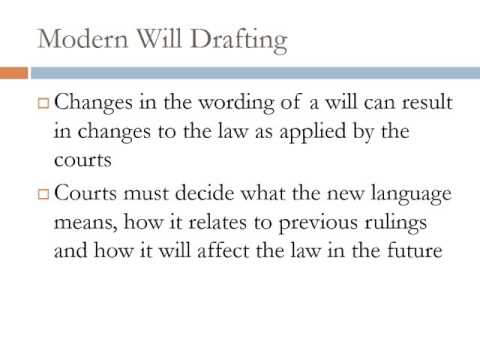 Modern Will Drafting
Changes in the wording of a will can result
in changes to the law as applied by the
courts
Courts must decide what the new language
means, how it relates to previous rulings
and how it will affect the law in the future